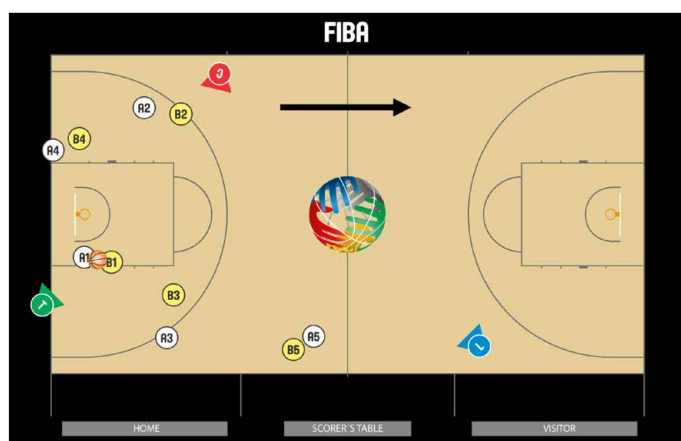 FIBA
C
A2
B2
B4
A4
A1
B1
B3
T
A3
A5
B5
L
HOME
SCORER´S TABLE
VISITOR